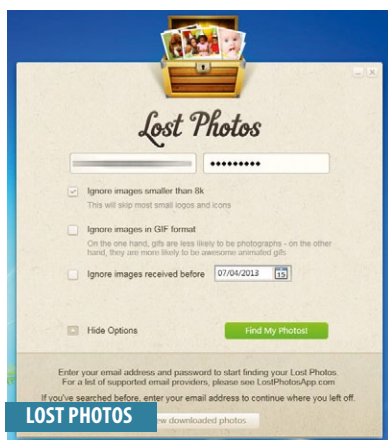 Lost Photos
•••••••••
Ignore images smaller than 8k
This will skip most small logos and icons
Ignore images in GIF format
On the one hand, gifs are less likely to be photographs - on the other
hand, they are more likely to be awesome animated gifs
Ignore images received before 07/04/2013 15
Hide Options Find My Photos!
Enter your email address and password to start finding your Lost Photos.
For a list of supported email providers, please see LostPhotosApp.com
If you've searched before, enter your email address to continue where you left off.
LOST PHOTOS downloaded photos